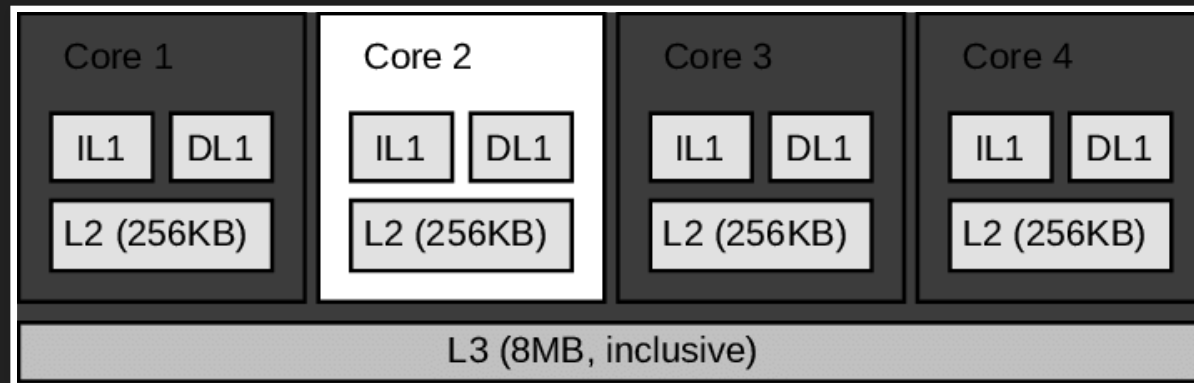 Core 1
IL1 DL1
L2 (256KB)
Core 2
IL1 DL1
L2 (256KB)
Core 3
IL1 DL1
L2 (256KB)
Core 4
IL1 DL1
L2 (256KB)
L3 (8MB, inclusive)